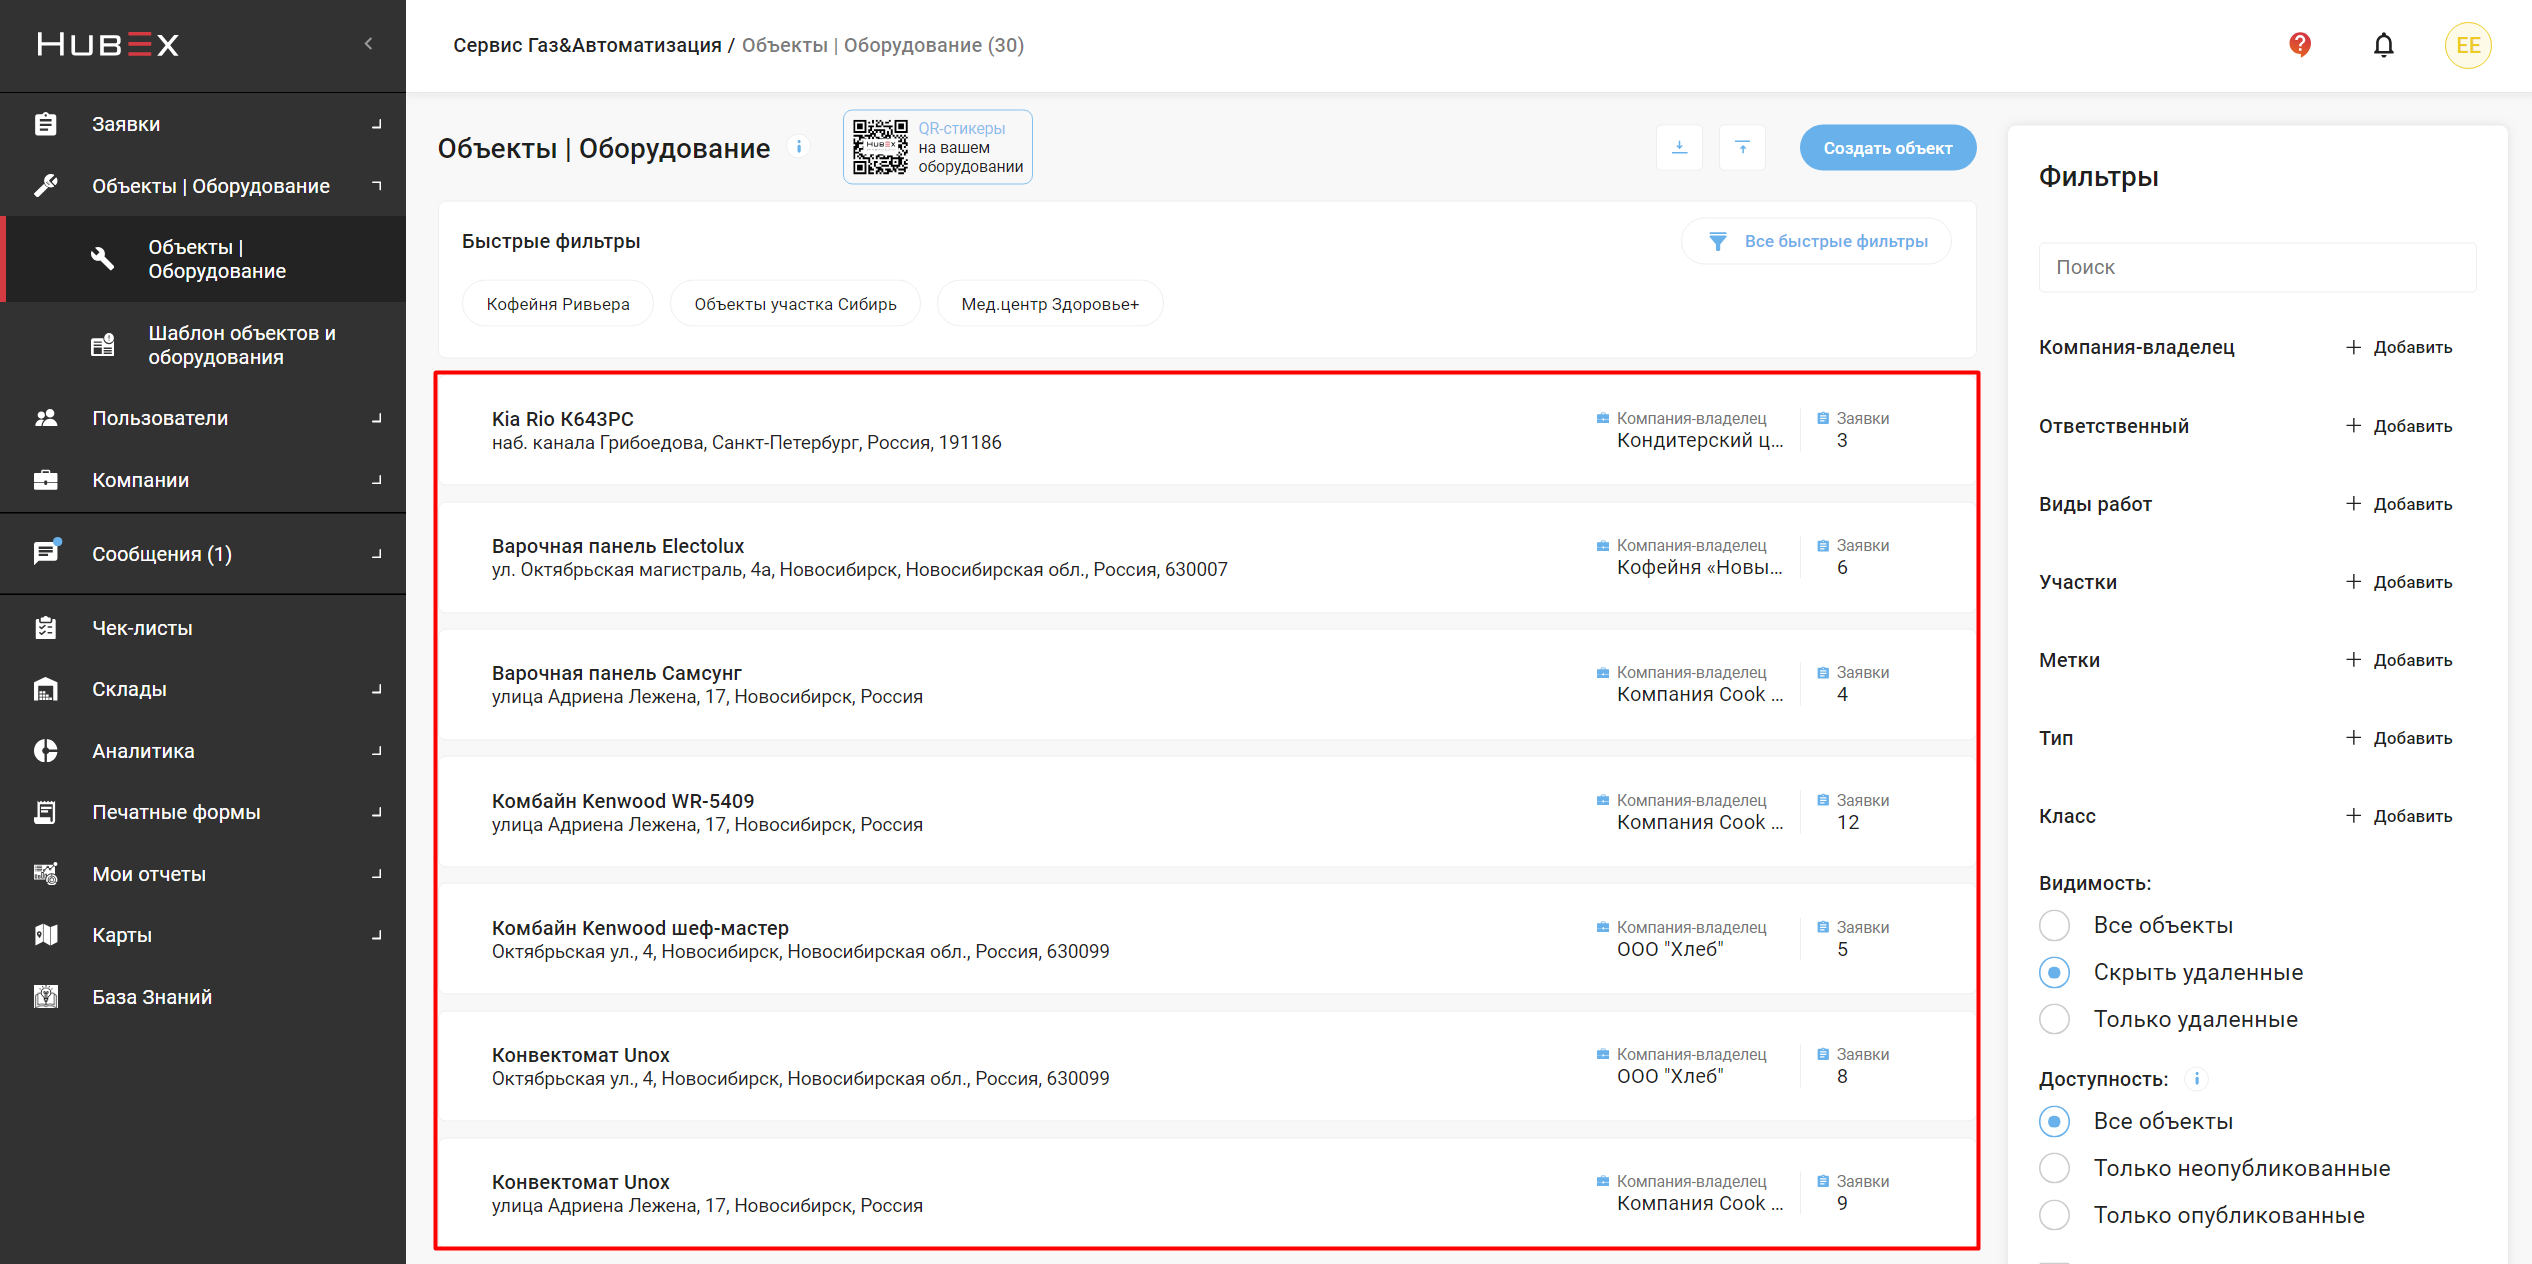 HUBEX
Заявки
Объекты | Оборудование
Объекты |
Оборудование
Шаблон объектов и
оборудования
Пользователи
Компании
Сообщения (1)
Чек-листы
Склады
Аналитика
Печатные формы
Мои отчеты
Карты
База Знаний
Сервис Газ&Автоматизация / Объекты | Оборудование (30)
EE
Объекты | Оборудование
HUBEX
QR-стикеры
на вашем
оборудовании
Создать объект
Быстрые фильтры
Все быстрые фильтры
Кофейня Ривьера
Объекты участка Сибирь
Мед.центр Здоровье+
Kia Rio К643РС
наб. канала Грибоедова, Санкт-Петербург, Россия, 191186
Компания-владелец
Кондитерский ц...
Заявки
3
Варочная панель Electolux
ул. Октябрьская магистраль, 4а, Новосибирск, Новосибирская обл., Россия, 630007
Компания-владелец
Кофейня «Новы...
Заявки
6
Варочная панель Самсунг
улица Адриена Лежена, 17, Новосибирск, Россия
Компания-владелец
Компания Cook ...
Заявки
4
Комбайн Kenwood WR-5409
улица Адриена Лежена, 17, Новосибирск, Россия
Компания-владелец
Компания Cook ...
Заявки
12
Комбайн Kenwood шеф-мастер
Октябрьская ул., 4, Новосибирск, Новосибирская обл., Россия, 630099
Компания-владелец
ООО "Хлеб"
Заявки
5
Конвектомат Unox
Октябрьская ул., 4, Новосибирск, Новосибирская обл., Россия, 630099
Компания-владелец
ООО "Хлеб"
Заявки
8
Конвектомат Unox
улица Адриена Лежена, 17, Новосибирск, Россия
Компания-владелец
Компания Cook ...
Заявки
9
Фильтры
Поиск
Компания-владелец
Добавить
Ответственный
Добавить
Виды работ
Добавить
Участки
Добавить
Метки
Добавить
Тип
Добавить
Класс
Добавить
Видимость:
Все объекты
Скрыть удаленные
Только удаленные
Доступность:
Все объекты
Только неопубликованные
Только опубликованные